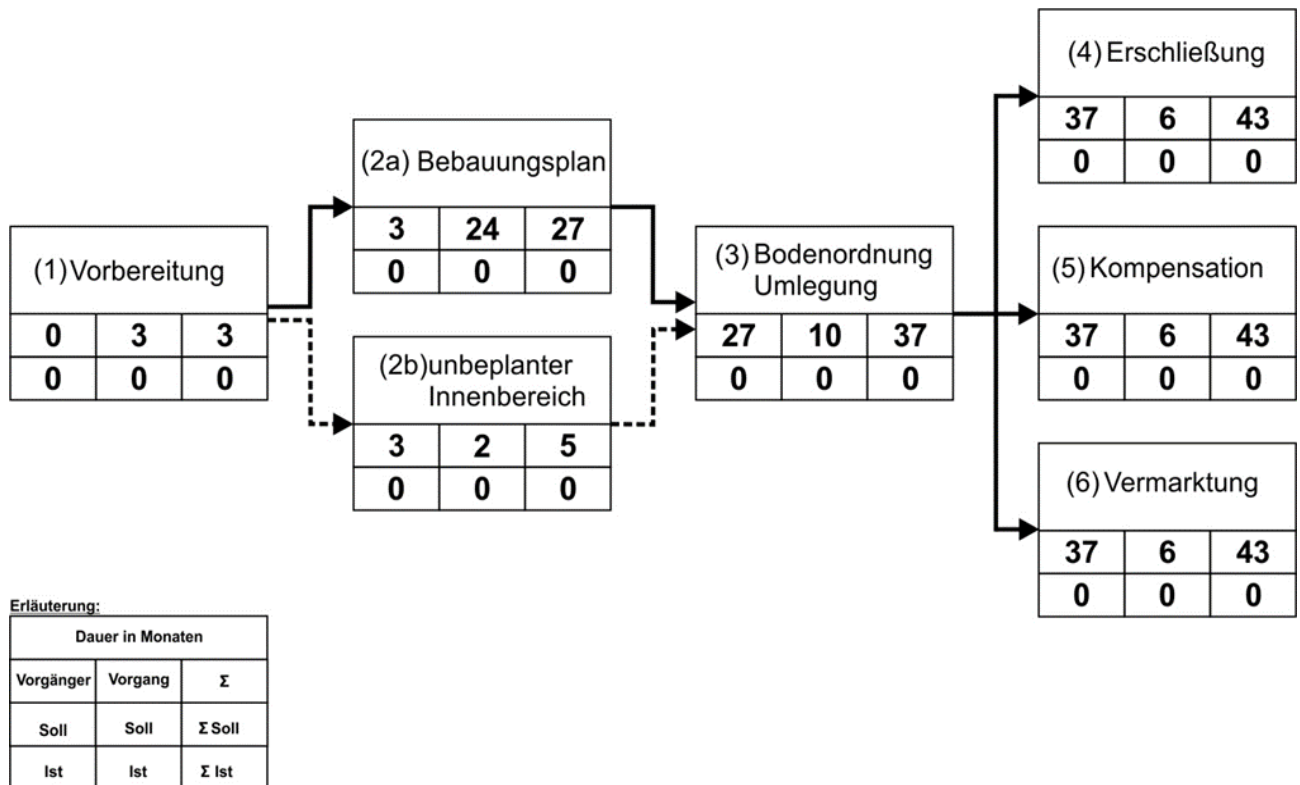 (1) Vorbereitung
0 3 3
0 0 0
(2a) Bebauungsplan
3 24 27
0 0 0
(2b) unbeplanter
Innenbereich
3 2 5
0 0 0
(3) Bodenordnung
Umlegung
27 10 37
0 0 0
(4) Erschließung
37 6 43
0 0 0
(5) Kompensation
37 6 43
0 0 0
(6) Vermarktung
37 6 43
0 0 0
Erläuterung:
Dauer in Monaten
Vorgänger Vorgang Σ
Soll Soll Σ Soll
Ist Ist Σ Ist